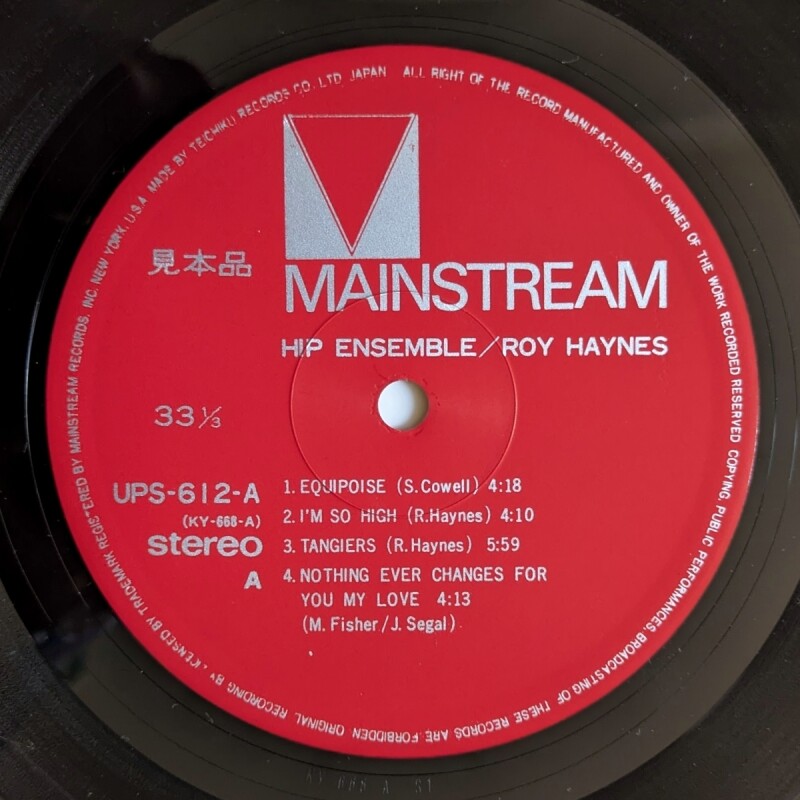 MADE BY TEICHIKU RECORDS CO. LTD JAPAN ALL RIGHT OF THE RECORD MANUFACTURED AND OWNER OF THE WORK RECORDED RESERVED COPYING, PUBLIC PERFORMANCES, BROADCASTING OF THESE RECORDS ARE FORBIDDEN ORIGINAL RECORDING BY LICENSED BY TRADEMARK REGISTERED BY MAINSTREAM RECORDS, INC. NEW YORK, U.S.A
見本品
MAINSTREAM
HIP ENSEMBLE/ROY HAYNES
33 1/3
UPS-612-A
(KY-668-A)
stereo
A
1. EQUIPOISE (S. Cowell) 4:18
2. I'M SO HIGH (R. Haynes) 4:10
3. TANGIERS (R. Haynes) 5:59
4. NOTHING EVER CHANGES FOR
YOU MY LOVE 4:13
(M. Fisher/J. Segal)